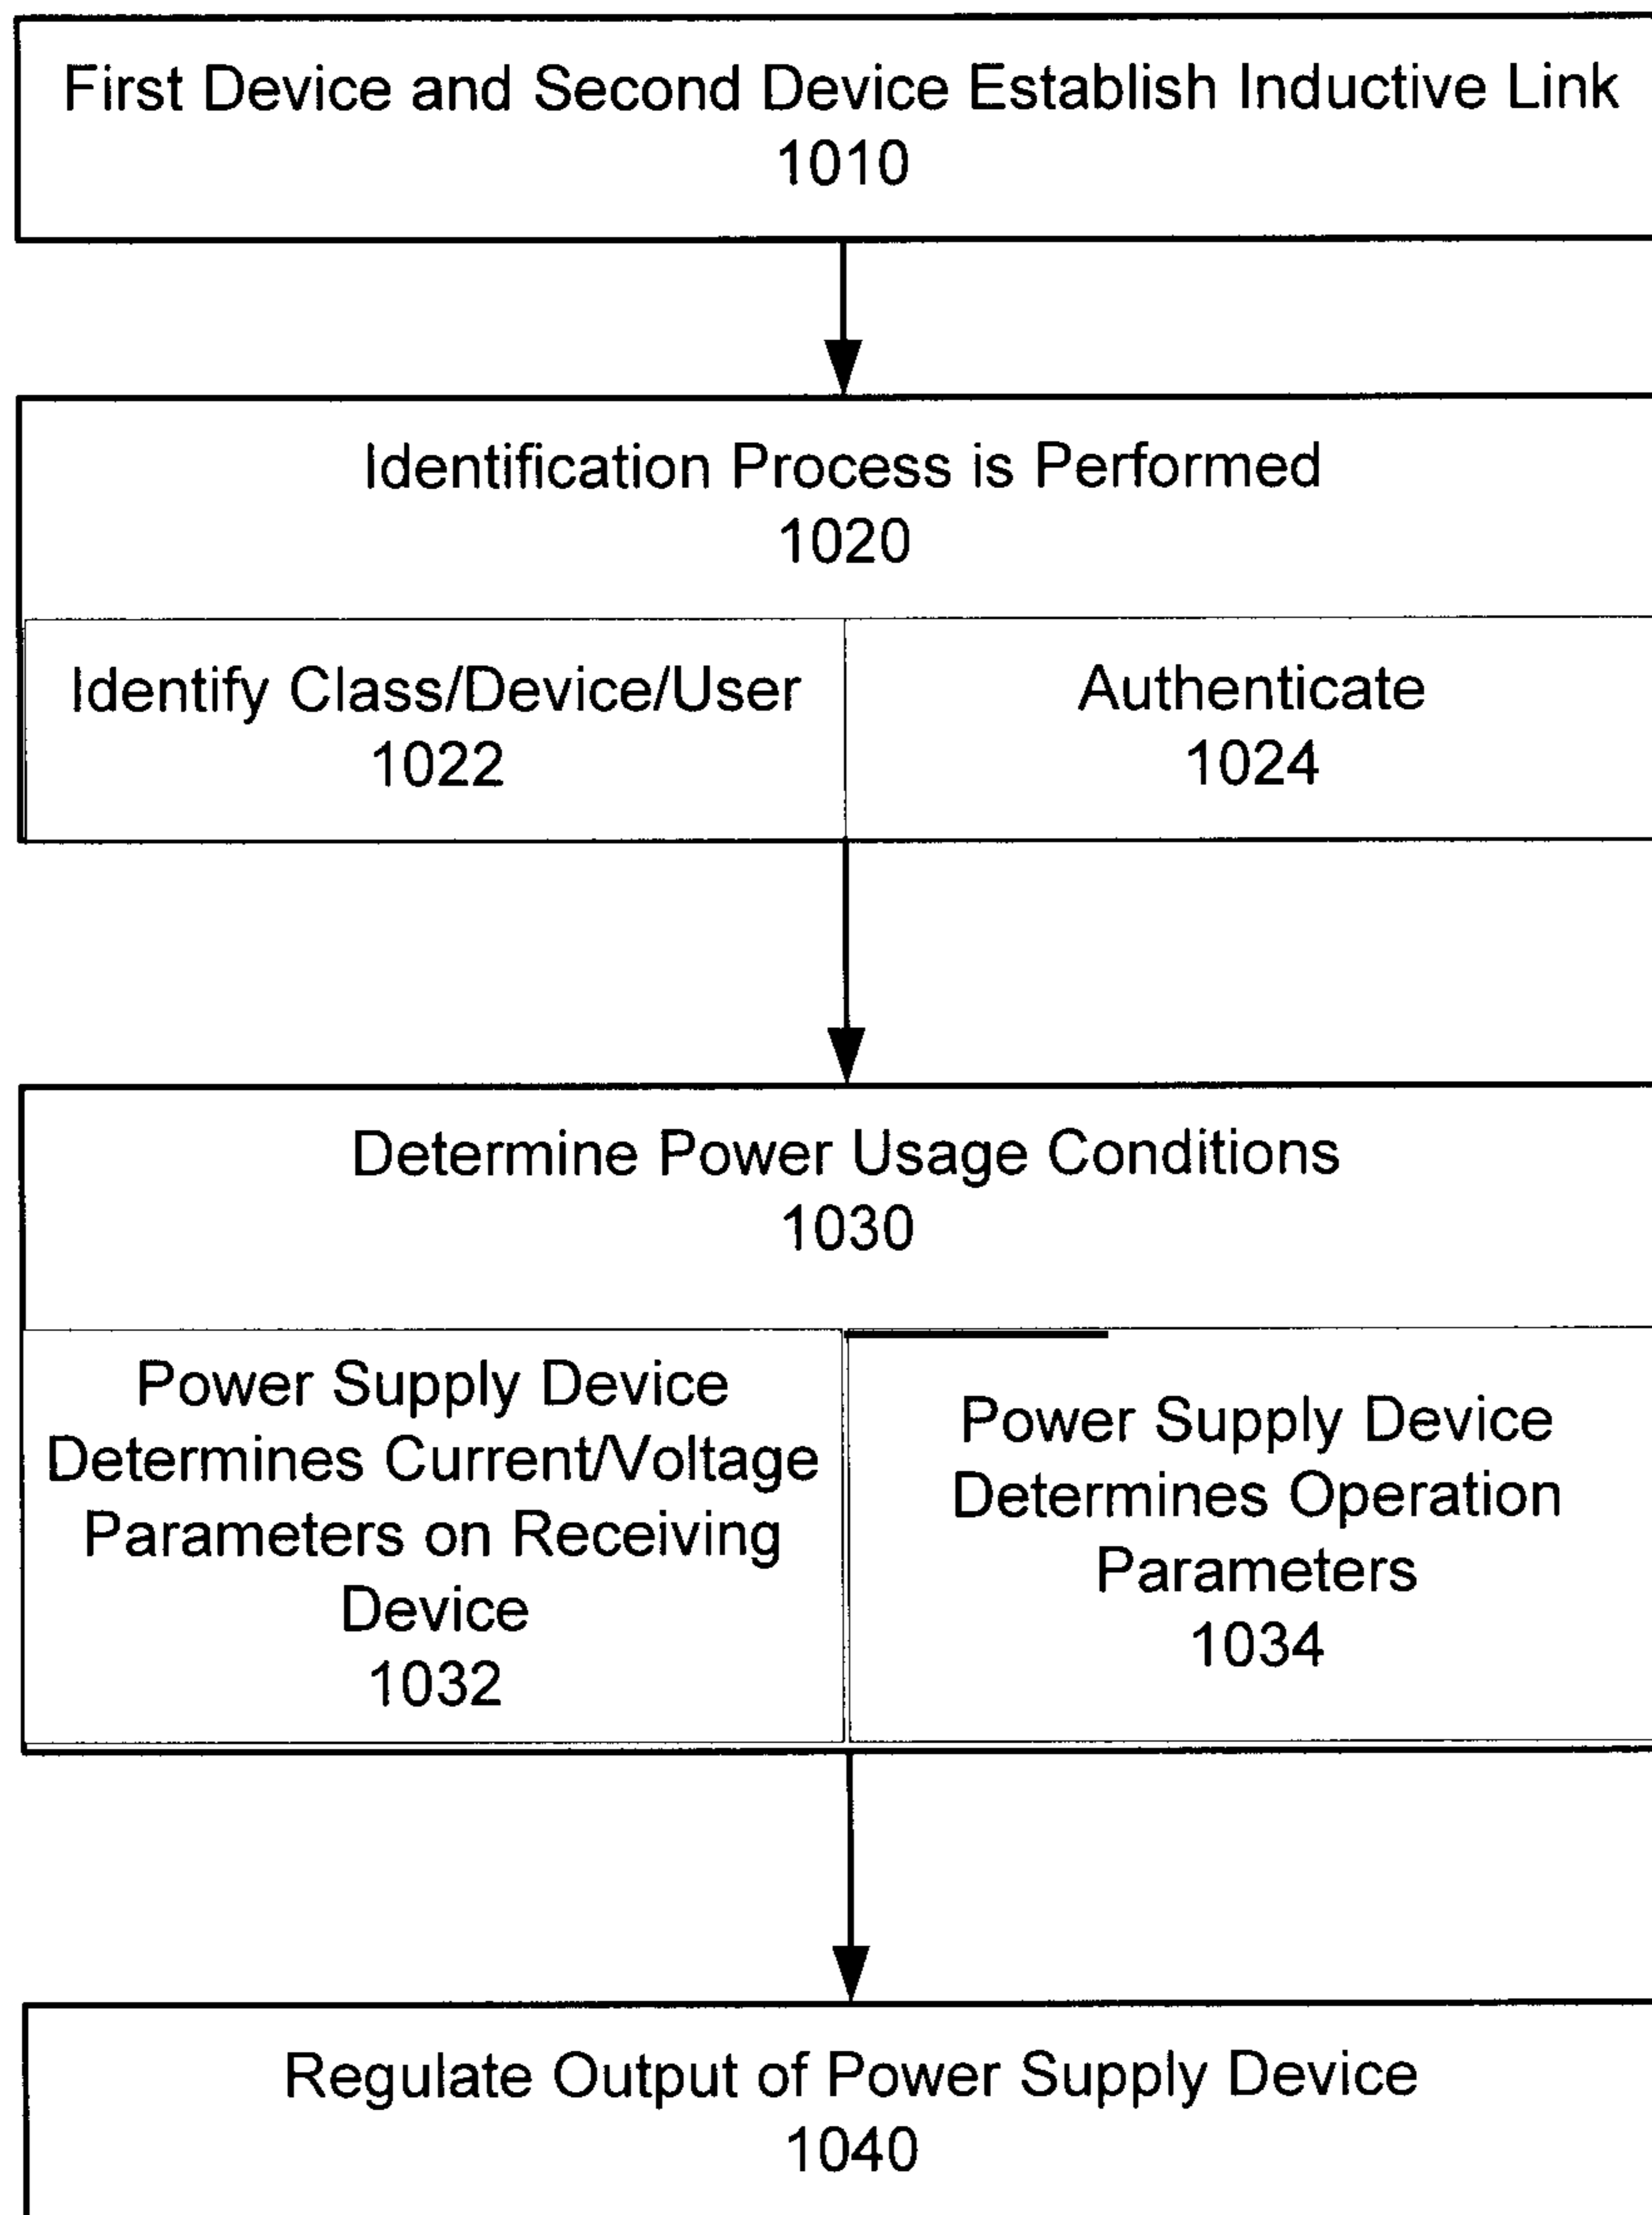 First Device and Second Device Establish Inductive Link
1010
Identification Process is Performed
1020
Identify Class/Device/User
1022
Authenticate
1024
Determine Power Usage Conditions
1030
Power Supply Device
Determines Current/Voltage
Parameters on Receiving
Device
1032
Power Supply Device
Determines Operation
Parameters
1034
Regulate Output of Power Supply Device
1040